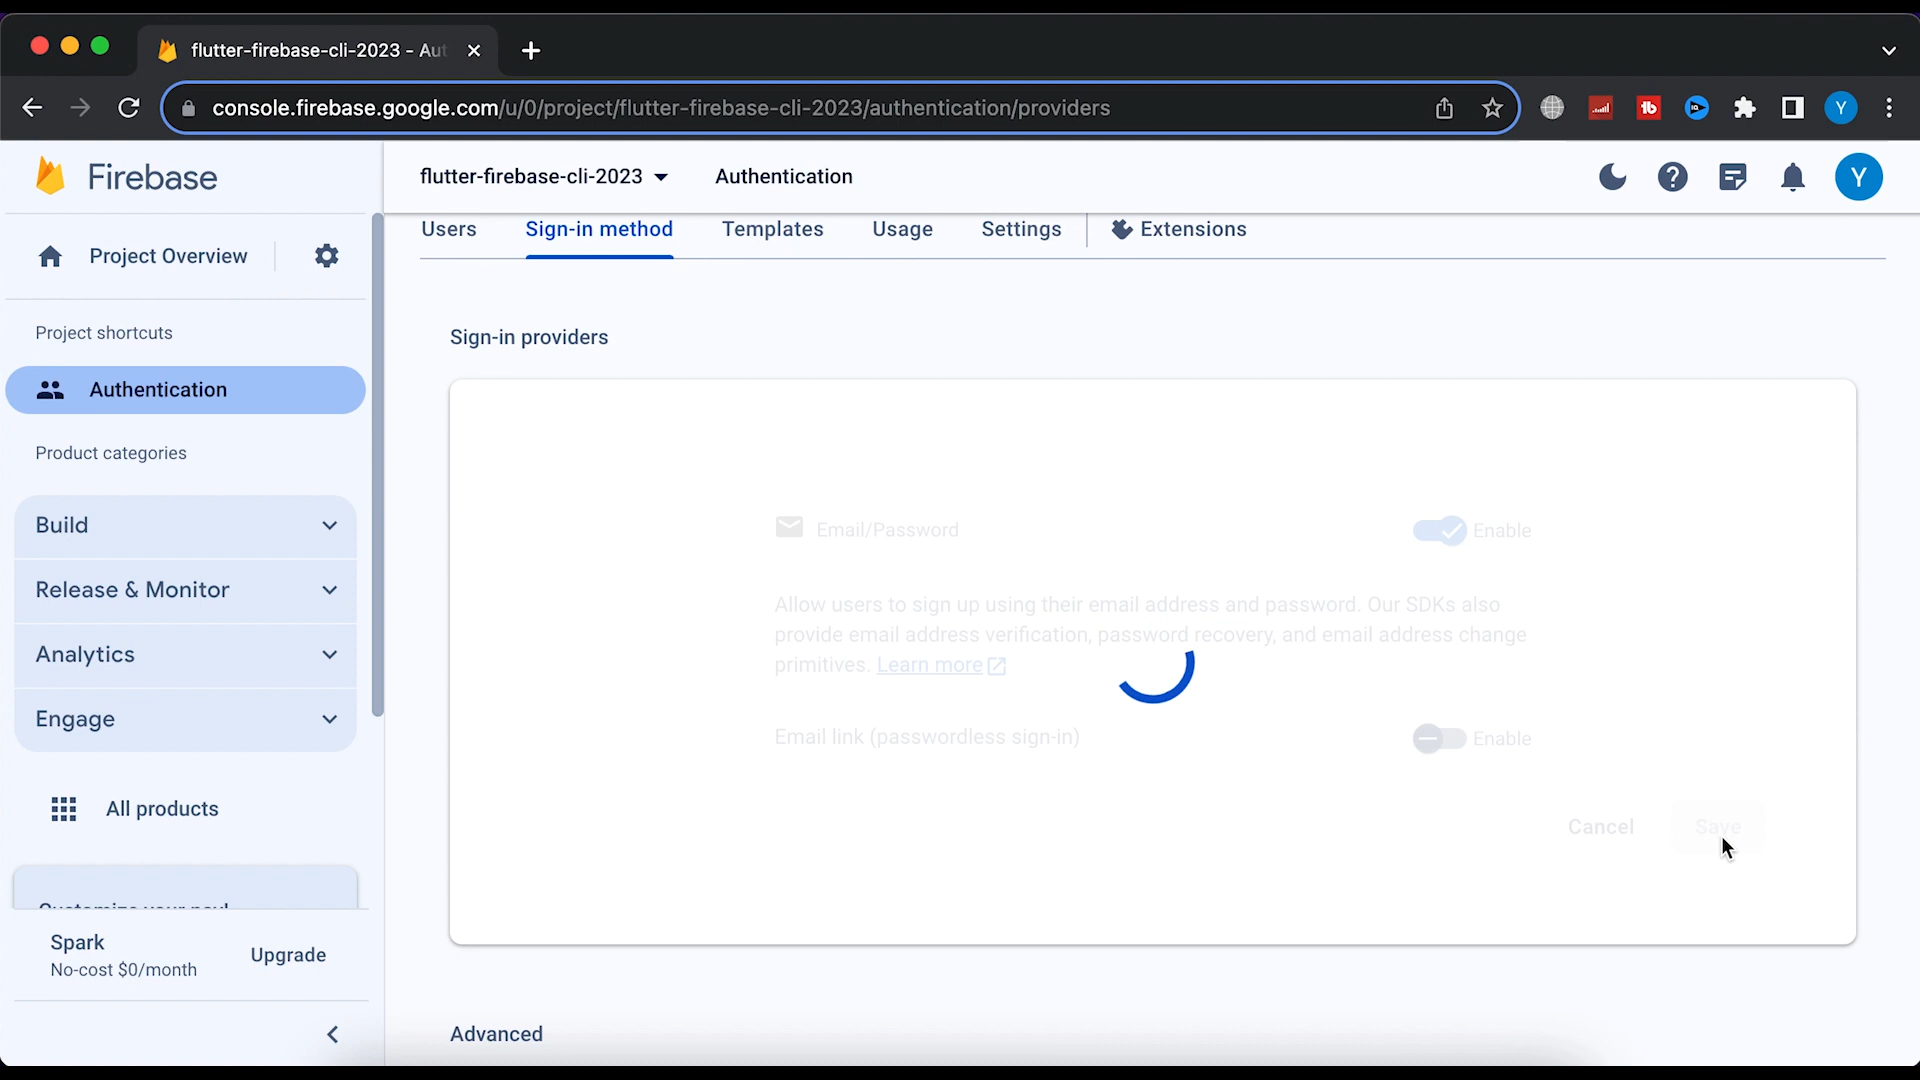 flutter-firebase-cli-2023 - Aut
console.firebase.google.com/u/0/project/flutter-firebase-cli-2023/authentication/providers
Y
Firebase
flutter-firebase-cli-2023
Authentication
Y
Users
Sign-in method
Templates
Usage
Settings
Extensions
Project Overview
Project shortcuts
Authentication
Product categories
Build
Release & Monitor
Analytics
Engage
All products
Spark
No-cost $0/month
Upgrade
Sign-in providers
Email/Password
Enable
Allow users to sign up using their email address and password. Our SDKs also
provide email address verification, password recovery, and email address change
primitives. Learn more
Email link (passwordless sign-in)
Enable
Cancel
Save
Advanced